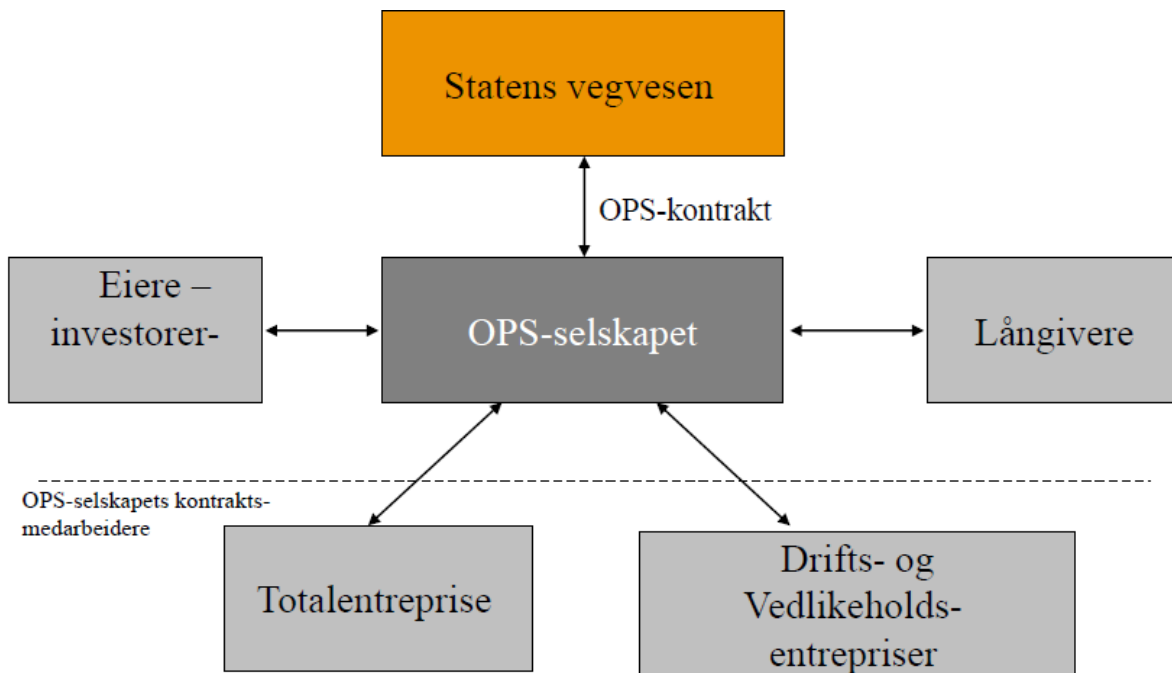 Statens vegvesen
OPS-kontrakt
Eiere –
investorer-
OPS-selskapet
Långivere
OPS-selskapets kontrakts-
medarbeidere
Totalentreprise
Drifts- og
Vedlikeholds-
entrepriser